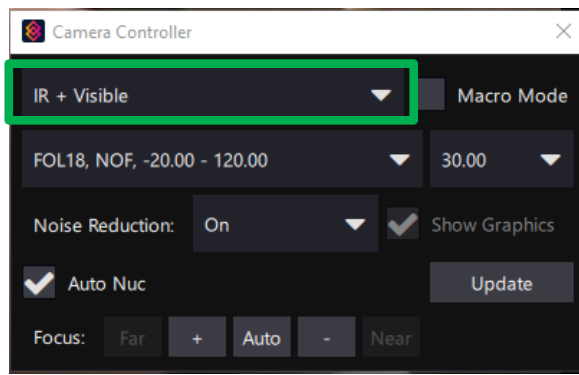 Camera Controller
IR + Visible
Macro Mode
FOL18, NOF, -20.00 - 120.00
30.00
Noise Reduction: On
Show Graphics
Auto Nuc
Update
Focus: Far + Auto - Near